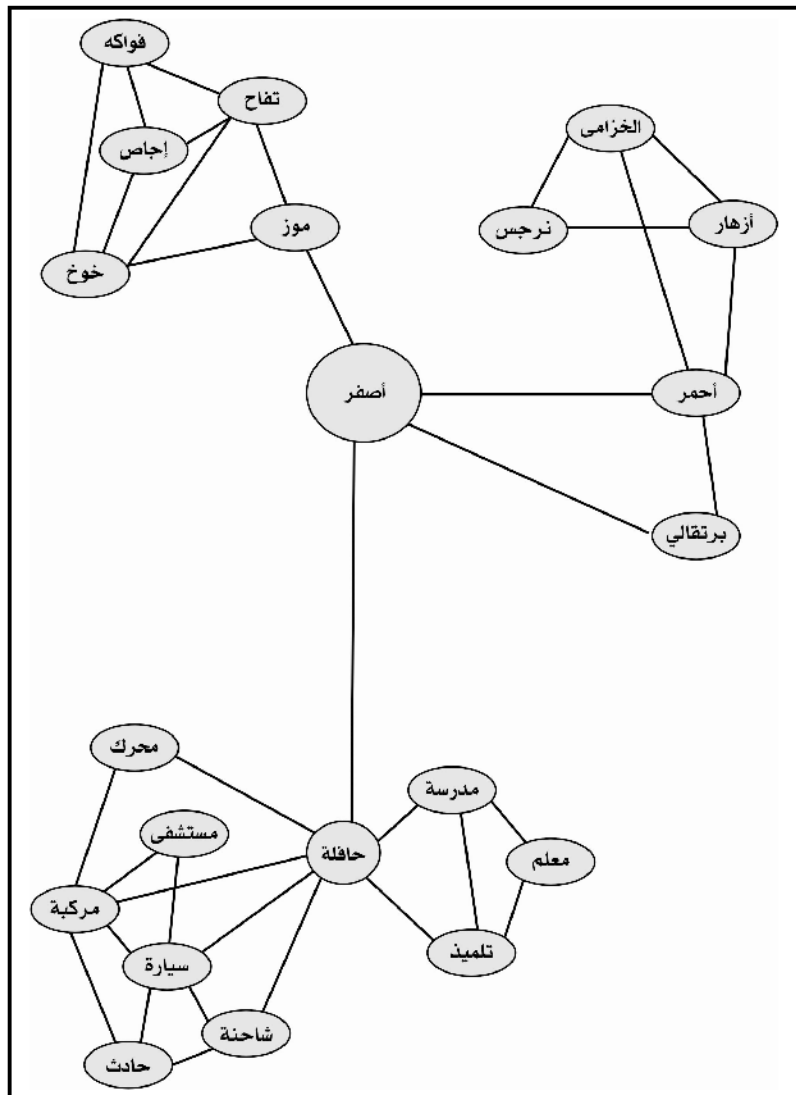 فواكه
تفاح
الخزامى
إجاص
أزهار
نرجس
موز
خوخ
أصفر
أحمر
برتقالي
محرك
مدرسة
مستشفى
حافلة
معلم
مركبة
تلميذ
سيارة
شاحنة
حادث